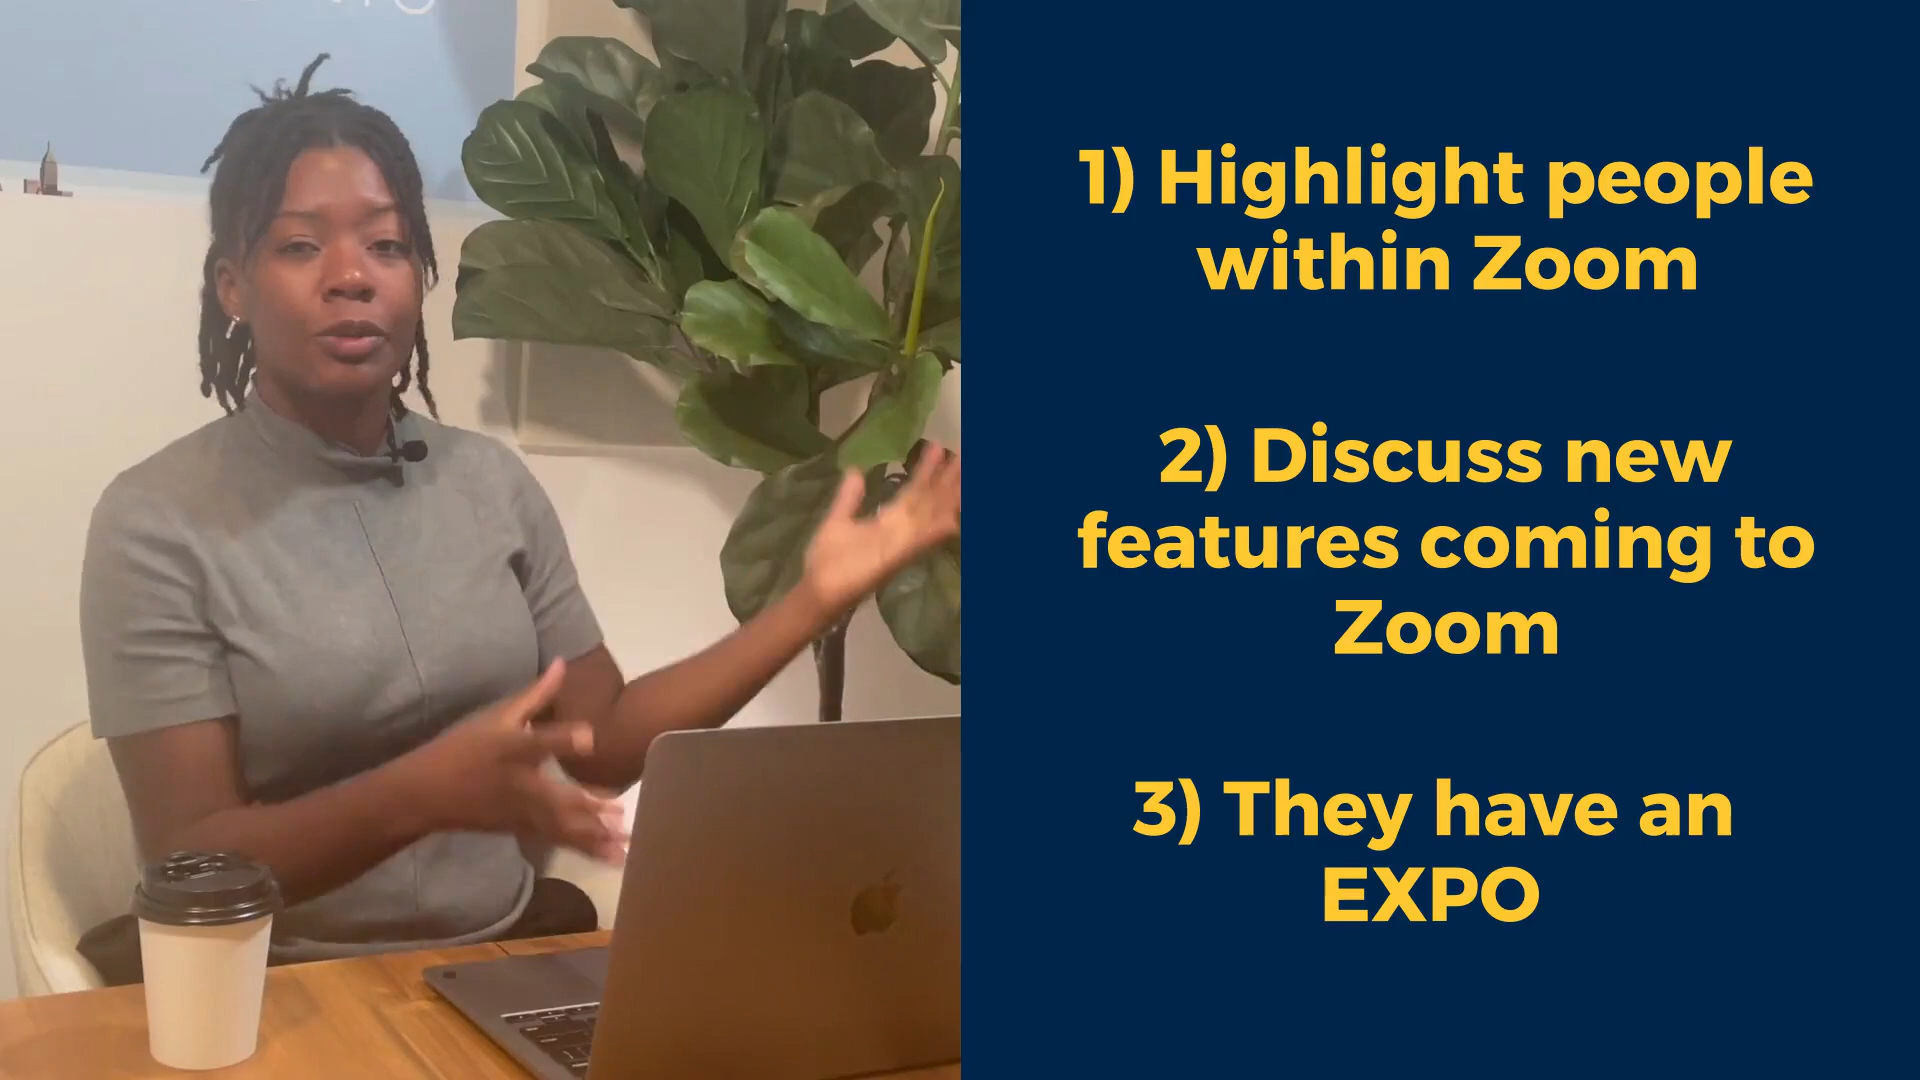 1) Highlight people
within Zoom
2) Discuss new
features coming to
Zoom
3) They have an
EXPO